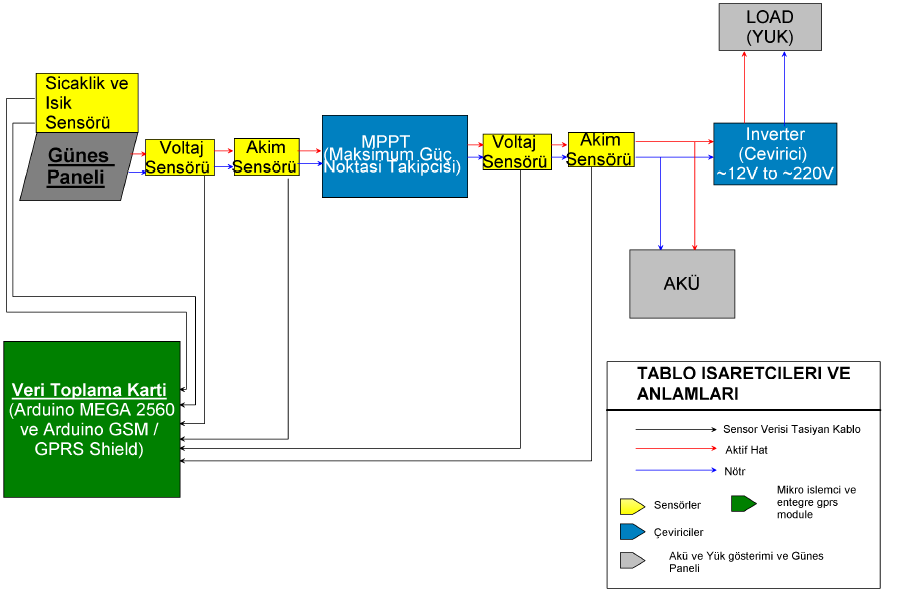 LOAD
(YUK)
Sicaklik ve
Isik
Sensörü
Günes
Paneli
Voltaj
Sensörü
Akim
Sensörü
MPPT
(Maksimum Güç
Noktası Takipcisi)
Voltaj
Sensörü
Akim
Sensörü
Inverter
(Cevirici)
~12V to ~220V
AKÜ
Veri Toplama Karti
(Arduino MEGA 2560
ve Arduino GSM /
GPRS Shield)
TABLO ISARETCILERI VE
ANLAMLARI
Sensor Verisi Tasiyan Kablo
Aktif Hat
Nötr
Sensörler
Mikro islemci ve
entegre gprs
module
Çeviriciler
Akü ve Yük gösterimi ve Günes
Paneli